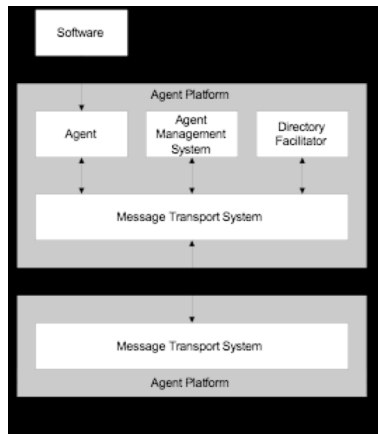 Software
Agent Platform
Agent
Agent
Management
System
Directory
Facilitator
Message Transport System
Message Transport System
Agent Platform